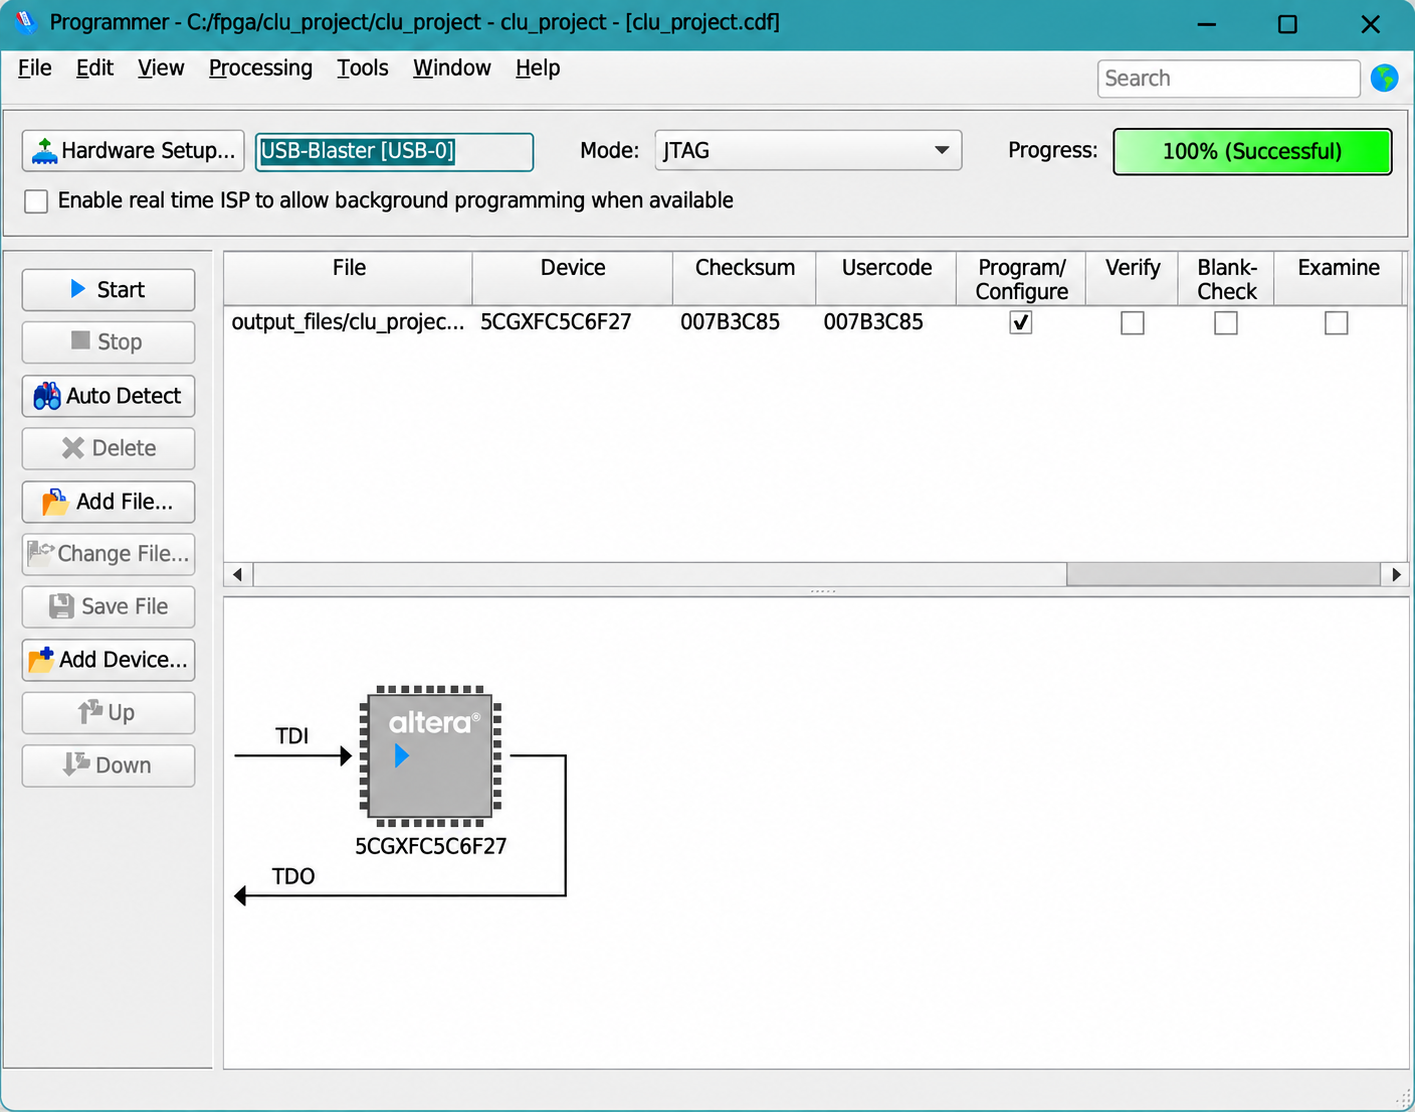 Programmer - C:/fpga/clu_project/clu_project - clu_project - [clu_project.cdf]
File Edit View Processing Tools Window Help
Search
Hardware Setup... USB-Blaster [USB-0] Mode: JTAG Progress: 100% (Successful)
Enable real time ISP to allow background programming when available
Start
Stop
Auto Detect
Delete
Add File...
Change File...
Save File
Add Device...
Up
Down
File Device Checksum Usercode Program/ Verify Blank- Examine
Configure Check
output_files/clu_projec... 5CGXFC5C6F27 007B3C85 007B3C85
altera®
TDI
5CGXFC5C6F27
TDO